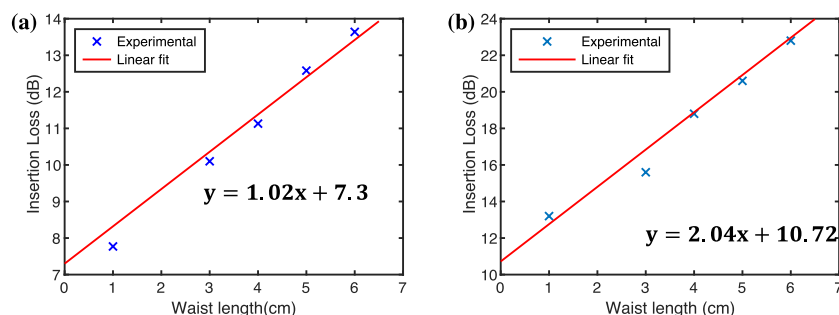 (a)
14
13
12
11
10
9
8
7
Insertion Loss (dB)
Experimental
Linear fit
y = 1.02x + 7.3
0 1 2 3 4 5 6 7
Waist length(cm)
(b)
24
22
20
18
16
14
12
10
Insertion Loss (dB)
Experimental
Linear fit
y = 2.04x + 10.72
0 1 2 3 4 5 6 7
Waist length (cm)